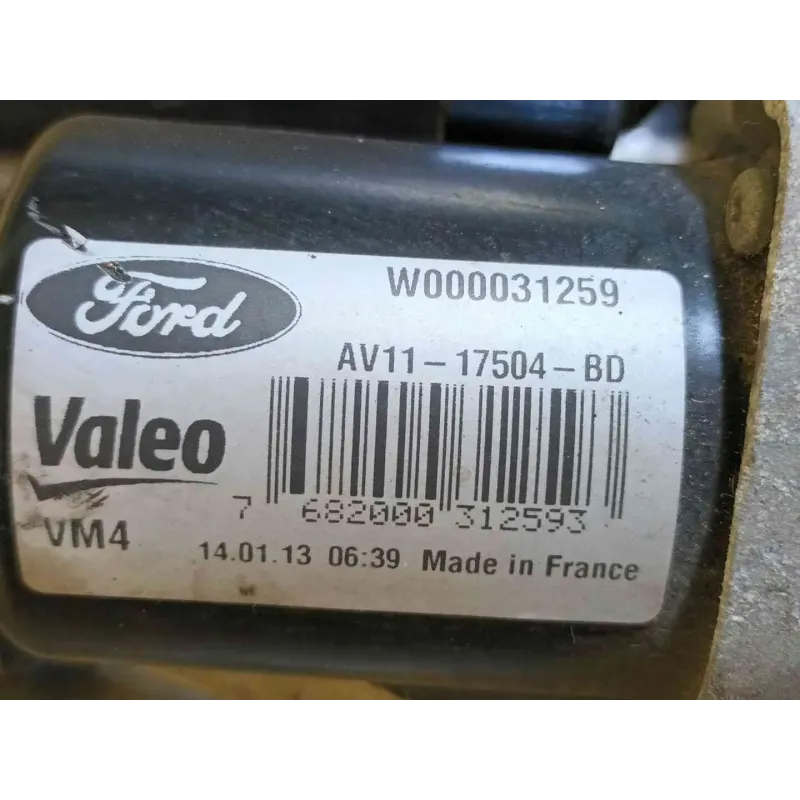 Ford
W000031259
AV11-17504-BD
Valeo
7 682000 312593
VM4
14.01.13 06:39 Made in France